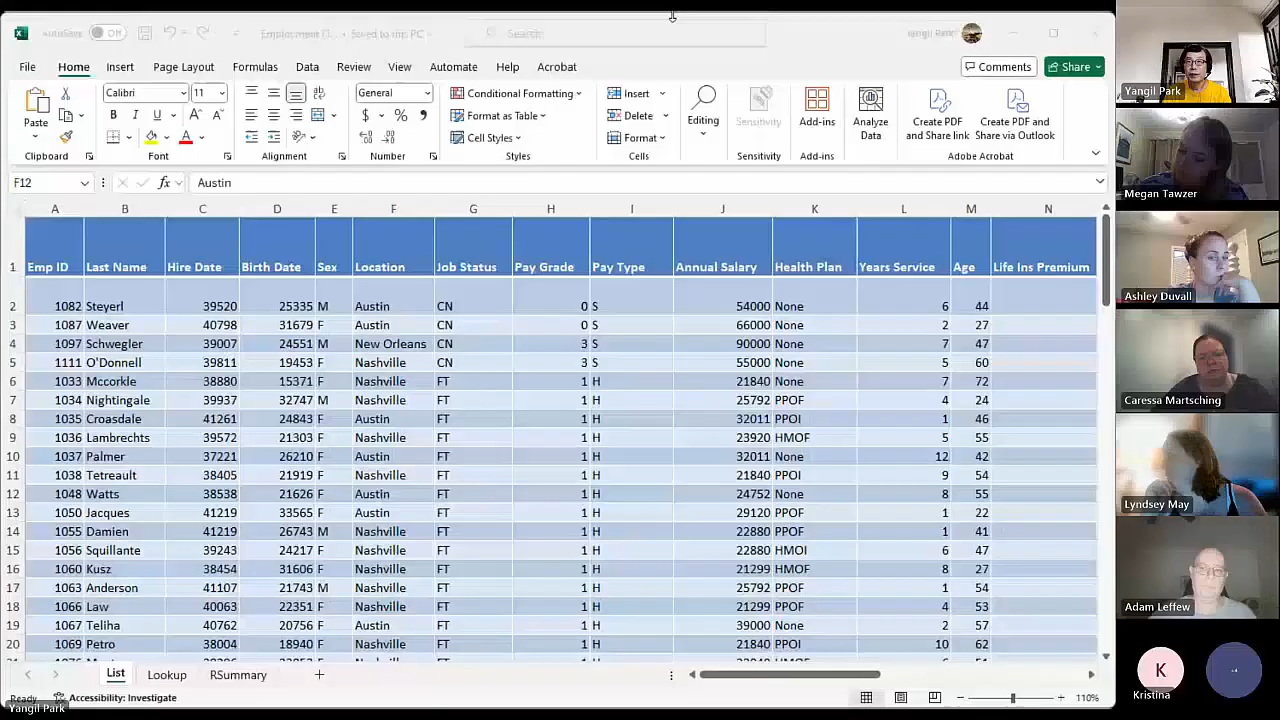 AutoSave Off Employment (1... • Saved to this PC Search Yangil Park
File Home Insert Page Layout Formulas Data Review View Automate Help Acrobat Comments Share
Calibri 11 General Conditional Formatting Insert
Paste Format as Table Delete Editing Sensitivity Add-ins Analyze Data Create PDF and Share link Create PDF and Share via Outlook
B I U A $ % Cell Styles Format
Clipboard Font Alignment Number Styles Cells Sensitivity Add-ins Adobe Acrobat
F12 fx Austin
A B C D E F G H I J K L M N
1 Emp ID Last Name Hire Date Birth Date Sex Location Job Status Pay Grade Pay Type Annual Salary Health Plan Years Service Age Life Ins Premium
2 1082 Steyerl 39520 25335 M Austin CN 0 S 54000 None 6 44
3 1087 Weaver 40798 31679 F Austin CN 0 S 66000 None 2 27
4 1097 Schwegler 39007 24551 M New Orleans CN 3 S 90000 None 7 47
5 1111 O'Donnell 39811 19453 F Nashville CN 3 S 55000 None 5 60
6 1033 Mccorkle 38880 15371 F Nashville FT 1 H 21840 None 7 72
7 1034 Nightingale 39937 32747 M Nashville FT 1 H 25792 PPOF 4 24
8 1035 Croasdale 41261 24843 F Austin FT 1 H 32011 PPOI 1 46
9 1036 Lambrechts 39572 21303 F Nashville FT 1 H 23920 HMOF 5 55
10 1037 Palmer 37221 26210 F Austin FT 1 H 32011 None 12 42
11 1038 Tetreault 38405 21919 F Nashville FT 1 H 21840 PPOI 9 54
12 1048 Watts 38538 21626 F Austin FT 1 H 24752 None 8 55
13 1050 Jacques 41219 33565 F Austin FT 1 H 29120 PPOF 1 22
14 1055 Damien 41219 26743 M Nashville FT 1 H 22880 PPOF 1 41
15 1056 Squillante 39243 24217 F Nashville FT 1 H 22880 HMOI 6 47
16 1060 Kusz 38454 31606 F Nashville FT 1 H 21299 HMOF 8 27
17 1063 Anderson 41107 21743 M Nashville FT 1 H 25792 PPOF 1 54
18 1066 Law 40063 22351 F Nashville FT 1 H 21299 PPOF 4 53
19 1067 Teliha 40762 20756 F Austin FT 1 H 39000 None 2 57
20 1069 Petro 38004 18940 F Nashville FT 1 H 21840 PPOI 10 62
List Lookup RSummary
Ready Accessibility: Investigate 110%
Yangil Park
Yangil Park
Megan Tawzer
Ashley Duvall
Caressa Martsching
Lyndsey May
Adam Leffew
K
Kristina